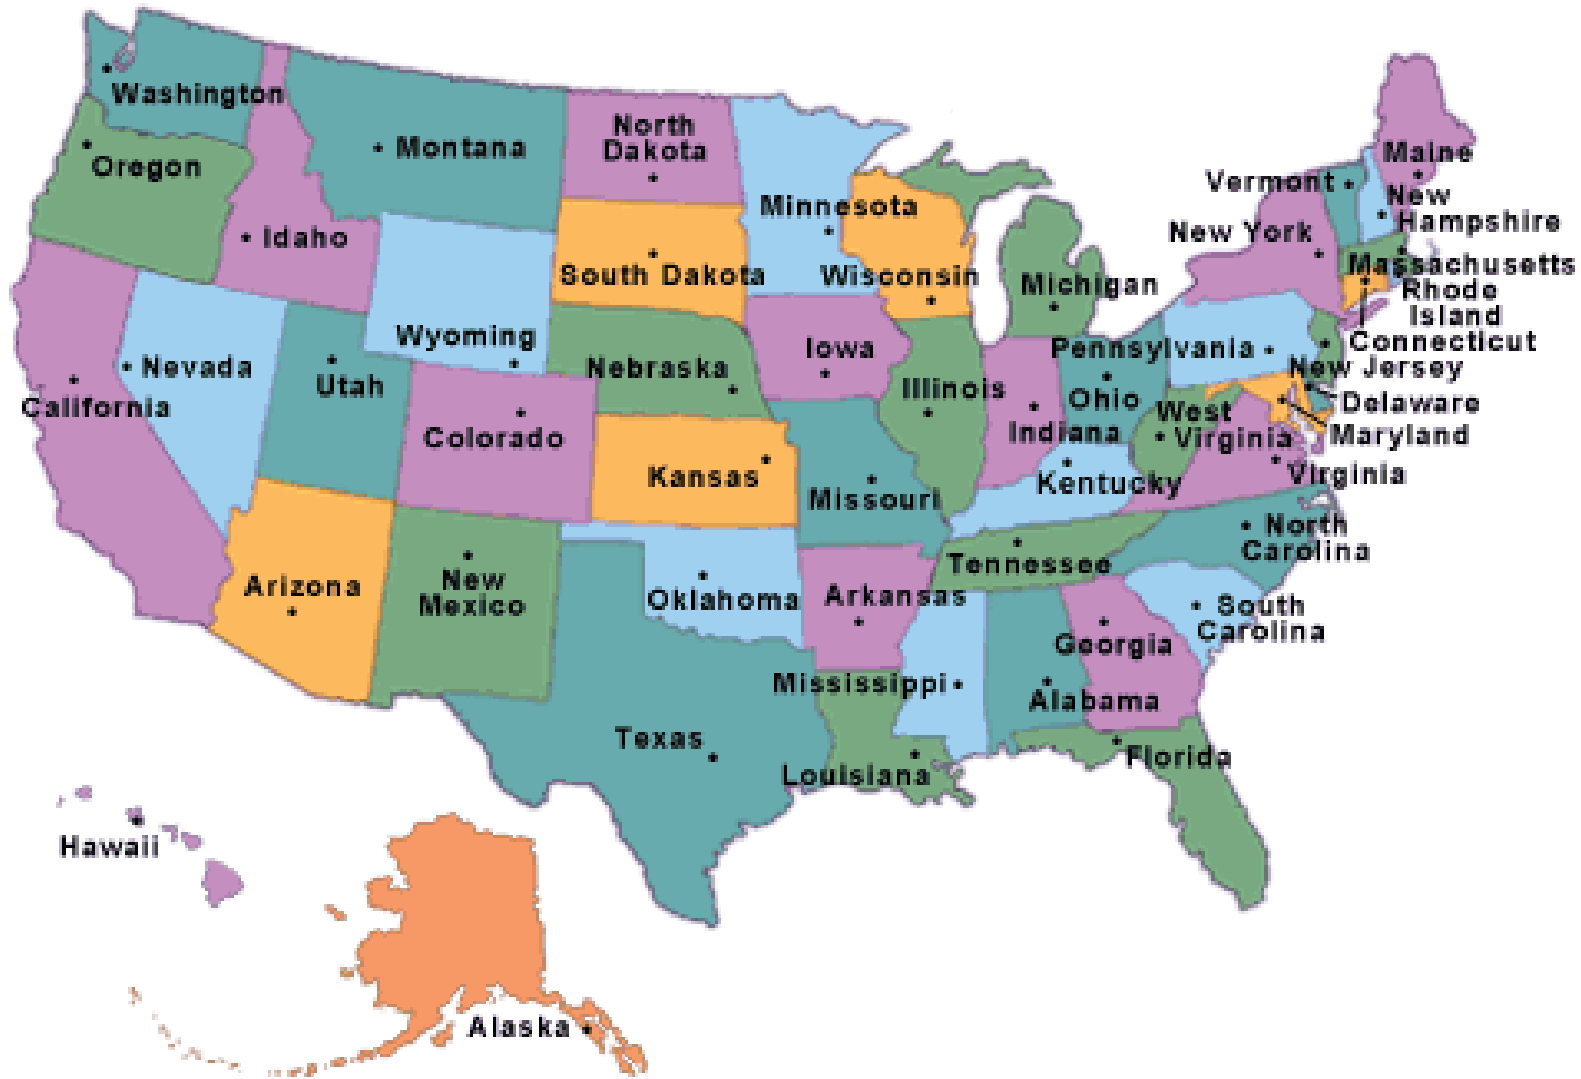 Washington
Montana
North
Dakota
Minnesota
Maine
Vermont
New
Hampshire
Oregon
Idaho
South Dakota
Wisconsin
Michigan
New York
Massachusetts
Rhode
Island
Connecticut
Wyoming
Nebraska
Iowa
Pennsylvania
New Jersey
Nevada
Utah
California
Colorado
Kansas
Illinois
Indiana
Ohio
West
Virginia
Delaware
Maryland
Virginia
Missouri
Kentucky
North
Carolina
Arizona
New
Mexico
Oklahoma
Arkansas
Tennessee
South
Carolina
Georgia
Mississippi
Alabama
Texas
Louisiana
Florida
Hawaii
Alaska